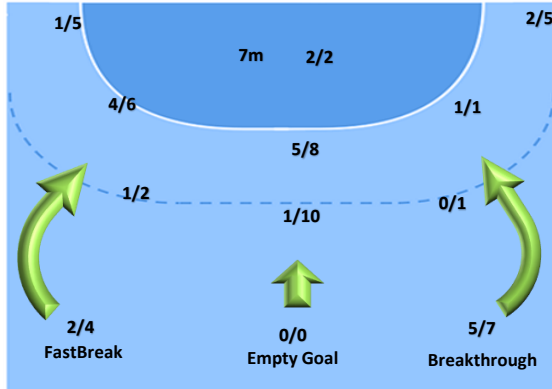 1/5
2/5
7m 2/2
4/6
1/1
5/8
1/2
0/1
1/10
2/4
FastBreak
0/0
Empty Goal
5/7
Breakthrough